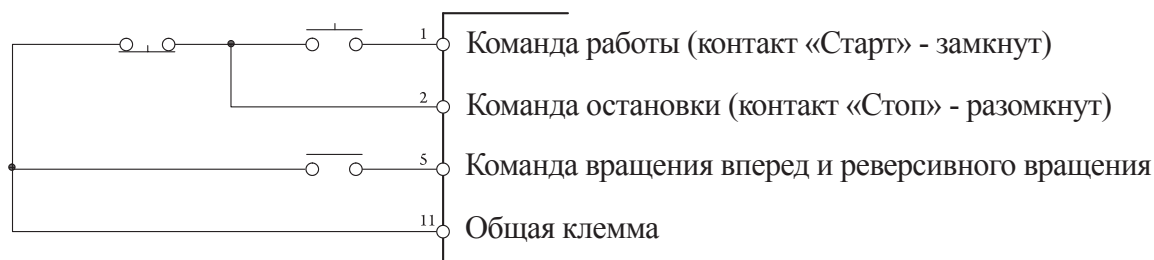 1 Команда работы (контакт «Старт» - замкнут)
2 Команда остановки (контакт «Стоп» - разомкнут)
5 Команда вращения вперед и реверсивного вращения
11 Общая клемма